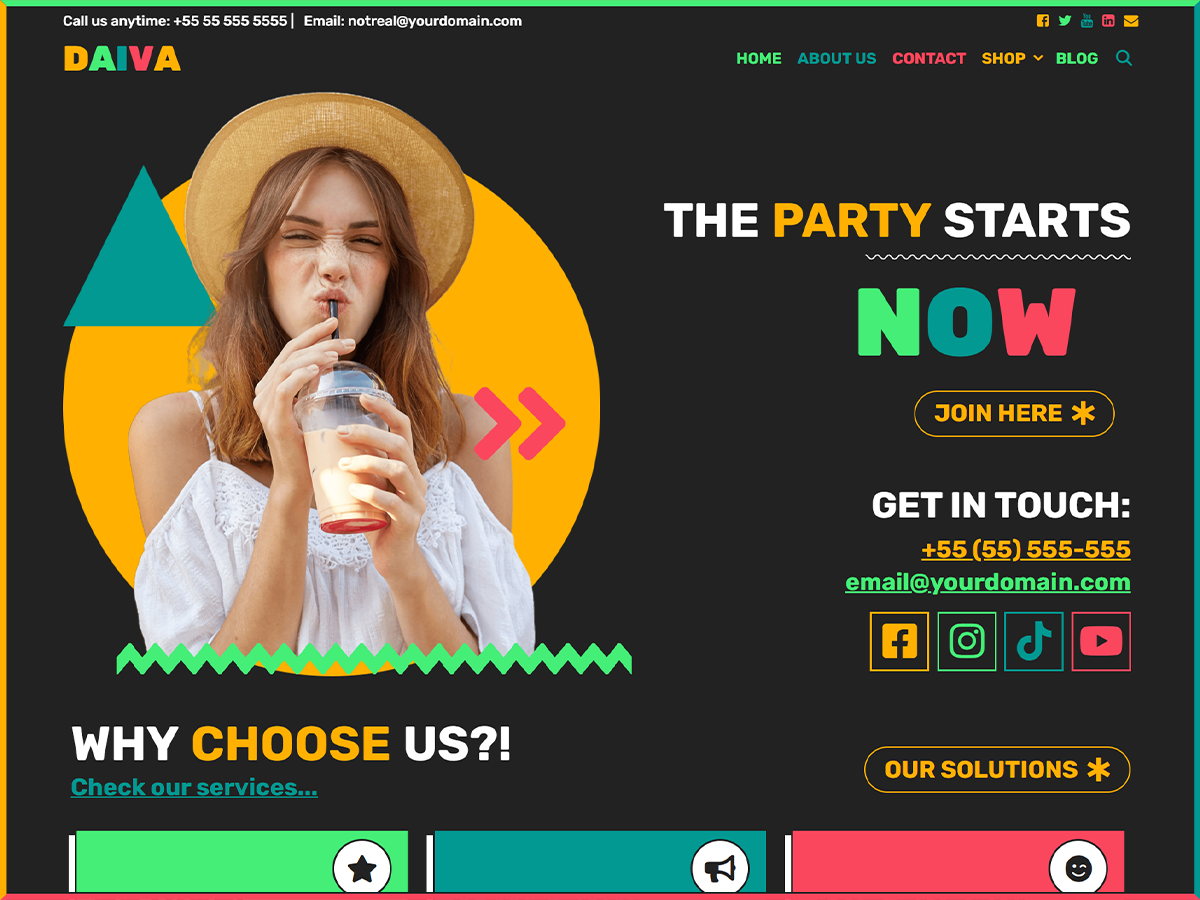 Call us anytime: +55 55 555 5555 | Email: notreal@yourdomain.com
DAIVA
HOME ABOUT US CONTACT SHOP BLOG
THE PARTY STARTS
NOW
JOIN HERE
GET IN TOUCH:
+55 (55) 555-555
email@yourdomain.com
WHY CHOOSE US?!
Check our services...
OUR SOLUTIONS